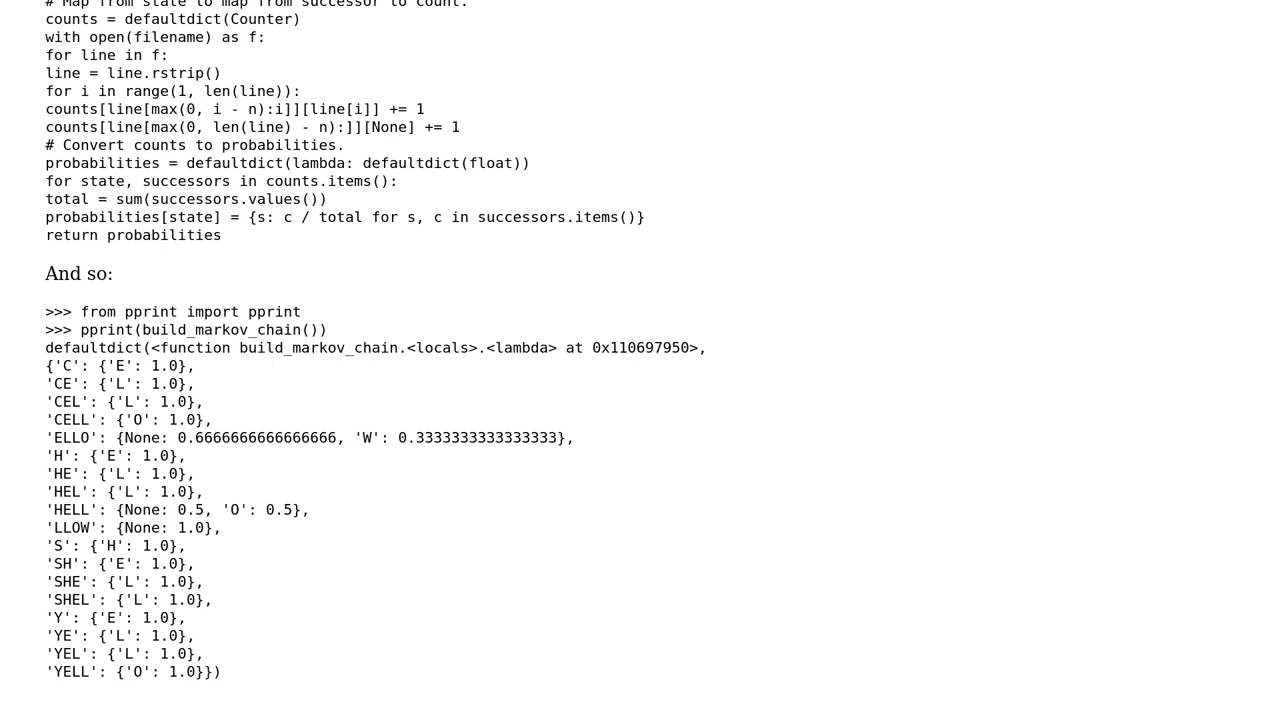 # Map from state to map from successor to count.
counts = defaultdict(Counter)
with open(filename) as f:
for line in f:
line = line.rstrip()
for i in range(1, len(line)):
counts[line[max(0, i - n):i]][line[i]] += 1
counts[line[max(0, len(line) - n):]][None] += 1
# Convert counts to probabilities.
probabilities = defaultdict(lambda: defaultdict(float))
for state, successors in counts.items():
total = sum(successors.values())
probabilities[state] = {s: c / total for s, c in successors.items()}
return probabilities
And so:
>>> from pprint import pprint
>>> pprint(build_markov_chain())
defaultdict(<function build_markov_chain.<locals>.<lambda> at 0x110697950>,
{'C': {'E': 1.0},
'CE': {'L': 1.0},
'CEL': {'L': 1.0},
'CELL': {'O': 1.0},
'ELLO': {None: 0.6666666666666666, 'W': 0.3333333333333333},
'H': {'E': 1.0},
'HE': {'L': 1.0},
'HEL': {'L': 1.0},
'HELL': {None: 0.5, 'O': 0.5},
'LLOW': {None: 1.0},
'S': {'H': 1.0},
'SH': {'E': 1.0},
'SHE': {'L': 1.0},
'SHEL': {'L': 1.0},
'Y': {'E': 1.0},
'YE': {'L': 1.0},
'YEL': {'L': 1.0},
'YELL': {'O': 1.0}})